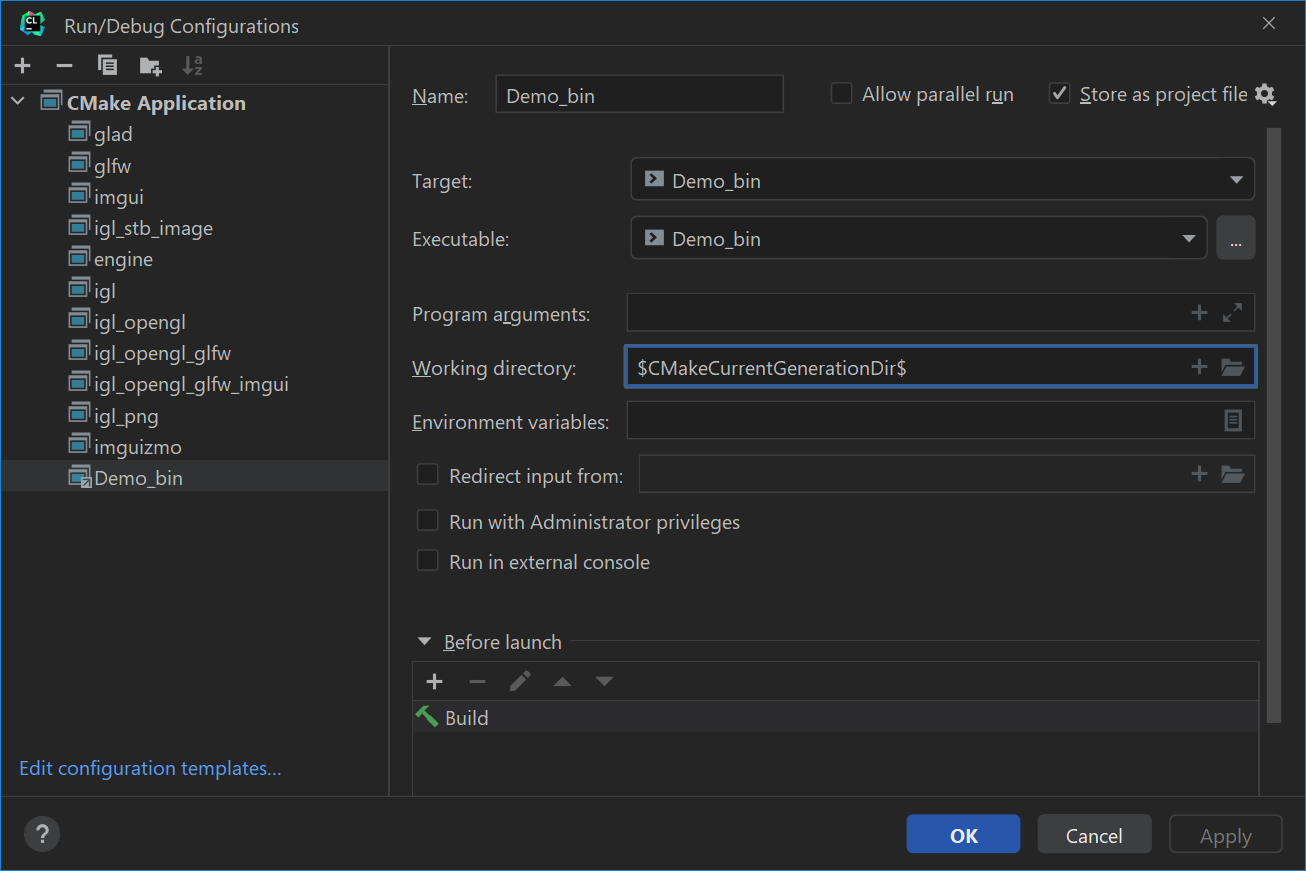 CL
Run/Debug Configurations
CMake Application
glad
glfw
imgui
igl_stb_image
engine
igl
igl_opengl
igl_opengl_glfw
igl_opengl_glfw_imgui
igl_png
imguizmo
Demo_bin
Edit configuration templates...
Name: Demo_bin Allow parallel run Store as project file
Target: Demo_bin
Executable: Demo_bin ...
Program arguments:
Working directory: $CMakeCurrentGenerationDir$
Environment variables:
Redirect input from:
Run with Administrator privileges
Run in external console
Before launch
Build
? OK Cancel Apply